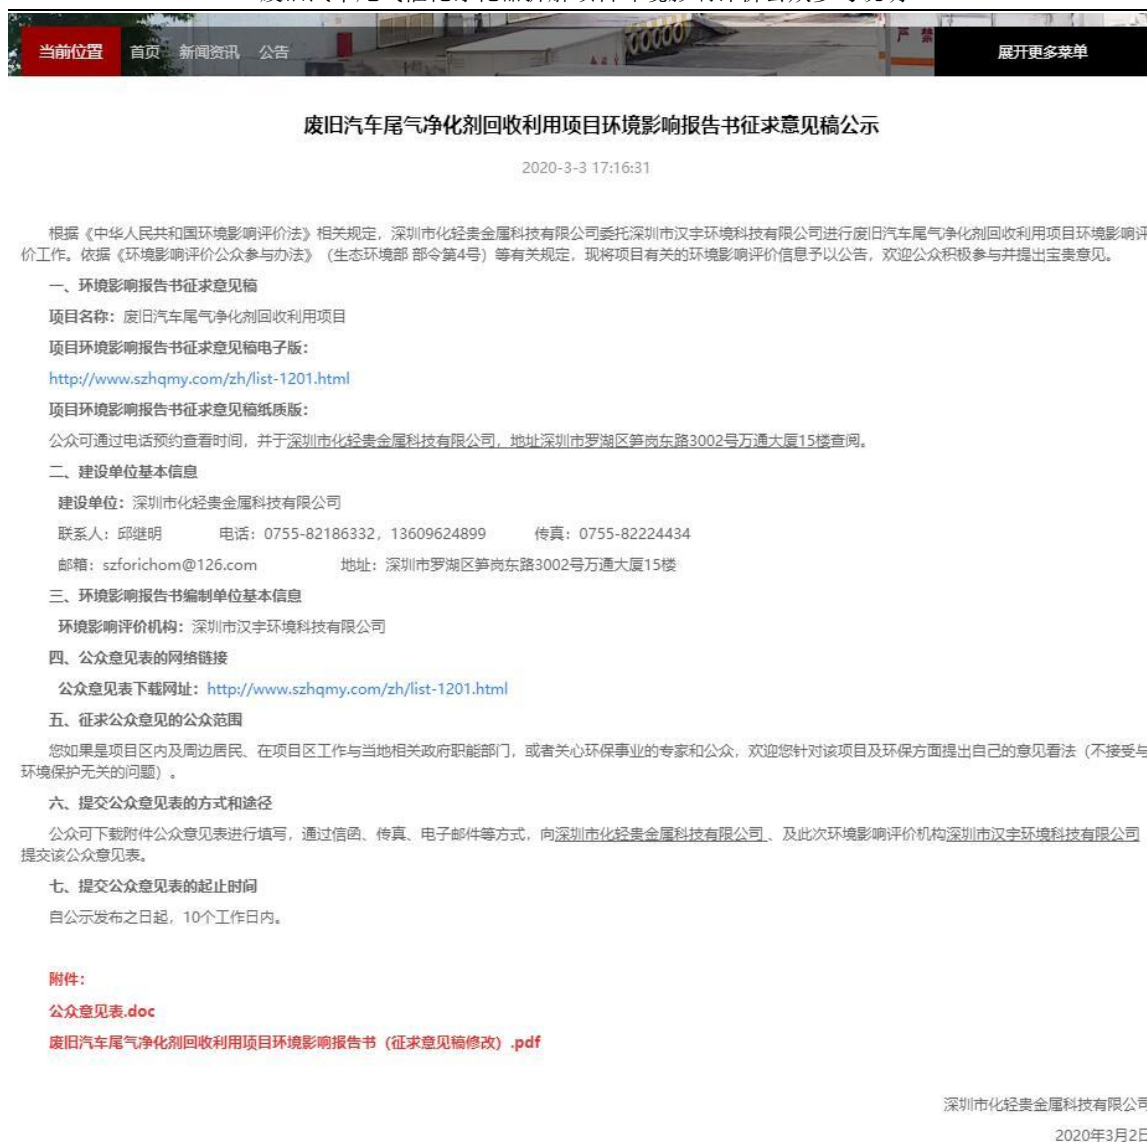 当前位置 首页 新闻资讯 公告
展开更多菜单
废旧汽车尾气净化剂回收利用项目环境影响报告书征求意见稿公示
2020-3-3 17:16:31
根据《中华人民共和国环境影响评价法》相关规定，深圳市化轻贵金属科技有限公司委托深圳市汉宇环境科技有限公司进行废旧汽车尾气净化剂回收利用项目环境影响评
价工作。依据《环境影响评价公众参与办法》（生态环境部 部令第4号）等有关规定，现将项目有关的环境影响评价信息予以公告，欢迎公众积极参与并提出宝贵意见。
一、环境影响报告书征求意见稿
项目名称：废旧汽车尾气净化剂回收利用项目
项目环境影响报告书征求意见稿电子版：
http://www.szhqmy.com/zh/list-1201.html
项目环境影响报告书征求意见稿纸质版：
公众可通过电话预约查看时间，并于深圳市化轻贵金属科技有限公司，地址深圳市罗湖区笋岗东路3002号万通大厦15楼查阅。
二、建设单位基本信息
建设单位：深圳市化轻贵金属科技有限公司
联系人：邱继明 电话：0755-82186332，13609624899 传真：0755-82224434
邮箱：szforichom@126.com 地址：深圳市罗湖区笋岗东路3002号万通大厦15楼
三、环境影响报告书编制单位基本信息
环境影响评价机构：深圳市汉宇环境科技有限公司
四、公众意见表的网络链接
公众意见表下载网址：http://www.szhqmy.com/zh/list-1201.html
五、征求公众意见的公众范围
您如果是项目区内及周边居民、在项目区工作与当地相关政府职能部门，或者关心环保事业的专家和公众，欢迎您针对该项目及环保方面提出自己的意见看法（不接受与
环境保护无关的问题）。
六、提交公众意见表的方式和途径
公众可下载附件公众意见表进行填写，通过信函、传真、电子邮件等方式，向深圳市化轻贵金属科技有限公司 、及此次环境影响评价机构深圳市汉宇环境科技有限公司
提交该公众意见表。
七、提交公众意见表的起止时间
自公示发布之日起，10个工作日内。
附件：
公众意见表.doc
废旧汽车尾气净化剂回收利用项目环境影响报告书（征求意见稿修改）.pdf
深圳市化轻贵金属科技有限公司
2020年3月2日